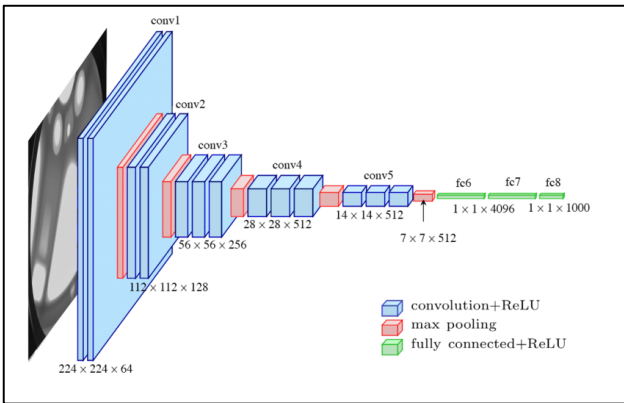 conv1
conv2
conv3
conv4
conv5
fc6 fc7 fc8
1 × 1 × 4096 1 × 1 × 1000
14 × 14 × 512
28 × 28 × 512
7 × 7 × 512
56 × 56 × 256
112 × 112 × 128
224 × 224 × 64
convolution+ReLU
max pooling
fully connected+ReLU